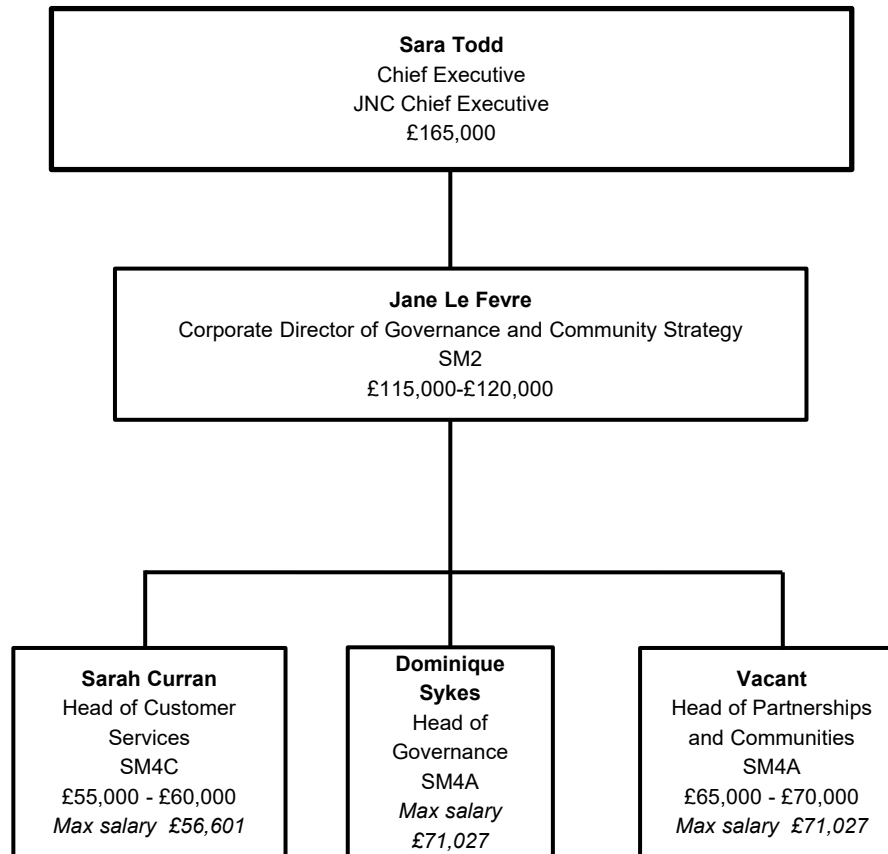 Sara Todd
Chief Executive
JNC Chief Executive
£165,000
Jane Le Fevre
Corporate Director of Governance and Community Strategy
SM2
£115,000-£120,000
Sarah Curran
Head of Customer
Services
SM4C
£55,000 - £60,000
Max salary £56,601
Dominique
Sykes
Head of
Governance
SM4A
Max salary
£71,027
Vacant
Head of Partnerships
and Communities
SM4A
£65,000 - £70,000
Max salary £71,027